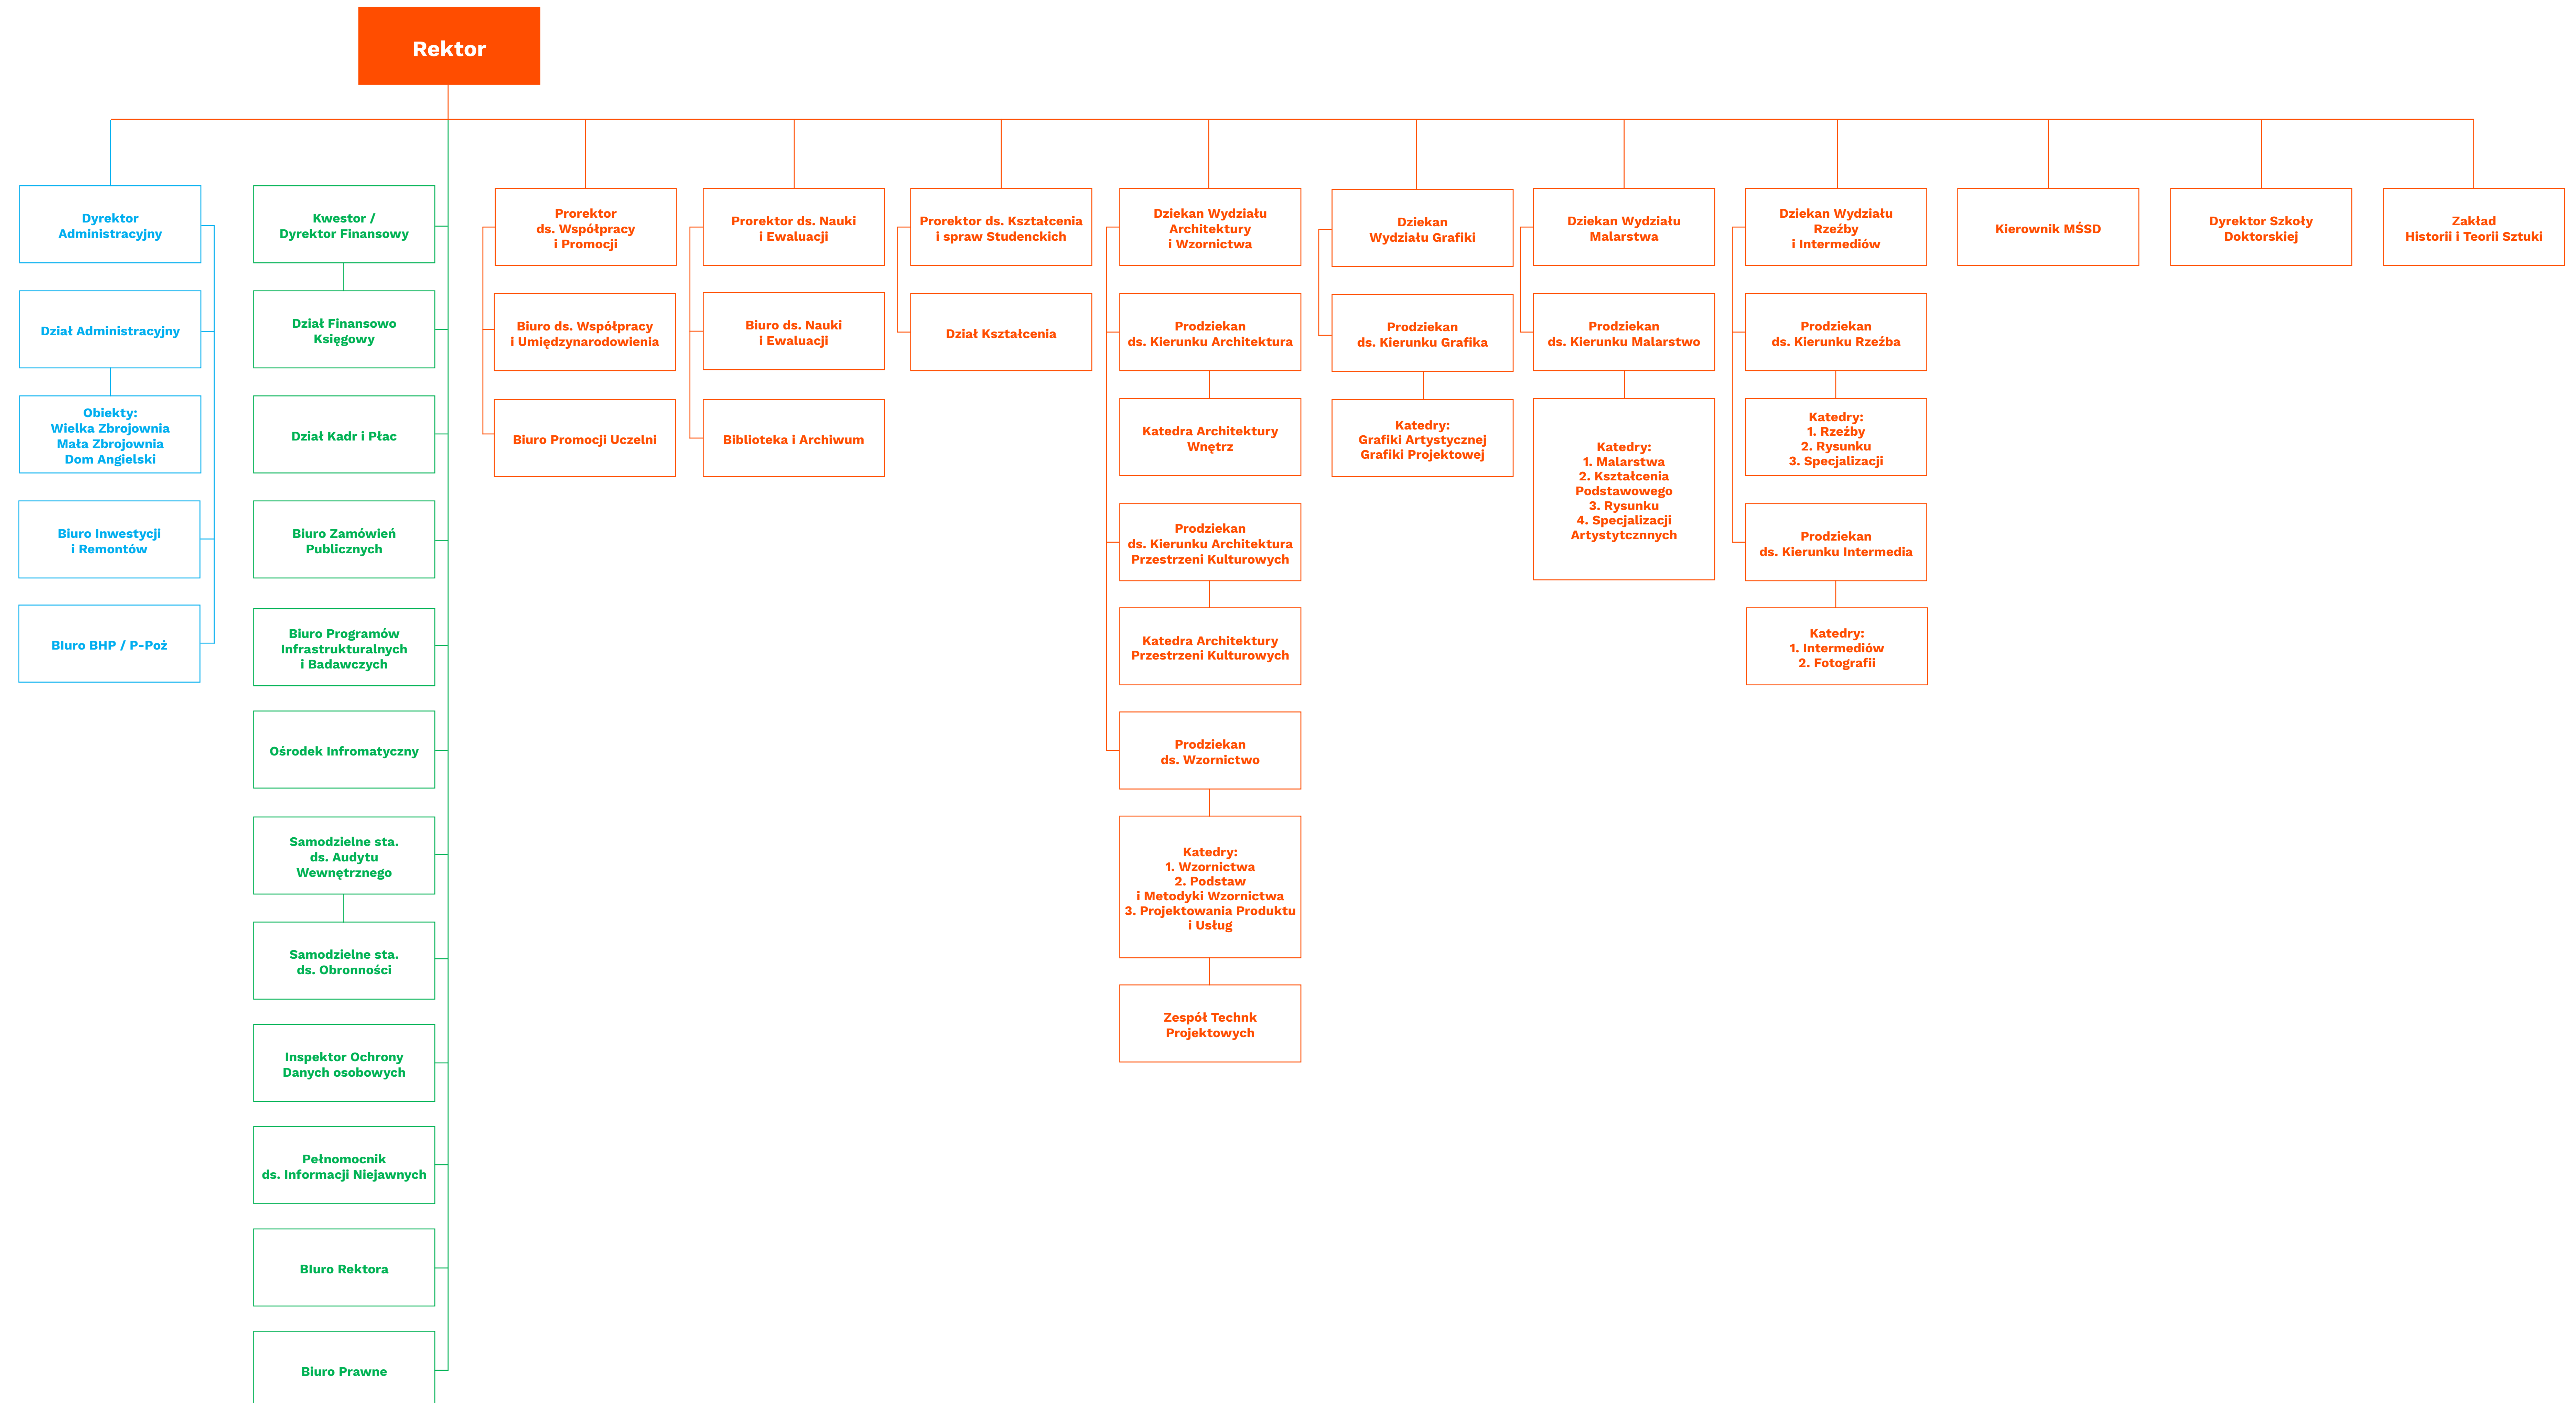 Rektor
Dyrektor
Administracyjny
Dział Administracyjny
Obiekty:
Wielka Zbrojownia
Mała Zbrojownia
Dom Angielski
Biuro Inwestycji
i Remontów
BIuro BHP / P-Poż
Kwestor /
Dyrektor Finansowy
Dział Finansowo
Księgowy
Dział Kadr i Płac
Biuro Zamówień
Publicznych
Biuro Programów
Infrastrukturalnych
i Badawczych
Ośrodek Infromatyczny
Samodzielne sta.
ds. Audytu
Wewnętrznego
Samodzielne sta.
ds. Obronności
Inspektor Ochrony
Danych osobowych
Pełnomocnik
ds. Informacji Niejawnych
BIuro Rektora
Biuro Prawne
Prorektor
ds. Współpracy
i Promocji
Biuro ds. Współpracy
i Umiędzynarodowienia
Biuro Promocji Uczelni
Prorektor ds. Nauki
i Ewaluacji
Biuro ds. Nauki
i Ewaluacji
Biblioteka i Archiwum
Prorektor ds. Kształcenia
i spraw Studenckich
Dział Kształcenia
Dziekan Wydziału
Architektury
i Wzornictwa
Prodziekan
ds. Kierunku Architektura
Katedra Architektury
Wnętrz
Prodziekan
ds. Kierunku Architektura
Przestrzeni Kulturowych
Katedra Architektury
Przestrzeni Kulturowych
Prodziekan
ds. Wzornictwo
Katedry:
1. Wzornictwa
2. Podstaw
i Metodyki Wzornictwa
3. Projektowania Produktu
i Usług
Zespół Technk
Projektowych
Dziekan
Wydziału Grafiki
Prodziekan
ds. Kierunku Grafika
Katedry:
Grafiki Artystycznej
Grafiki Projektowej
Dziekan Wydziału
Malarstwa
Prodziekan
ds. Kierunku Malarstwo
Katedry:
1. Malarstwa
2. Kształcenia
Podstawowego
3. Rysunku
4. Specjalizacji
Artystytcznnych
Dziekan Wydziału
Rzeźby
i Intermediów
Prodziekan
ds. Kierunku Rzeźba
Katedry:
1. Rzeźby
2. Rysunku
3. Specjalizacji
Prodziekan
ds. Kierunku Intermedia
Katedry:
1. Intermediów
2. Fotografii
Kierownik MŚSD
Dyrektor Szkoły
Doktorskiej
Zakład
Historii i Teorii Sztuki